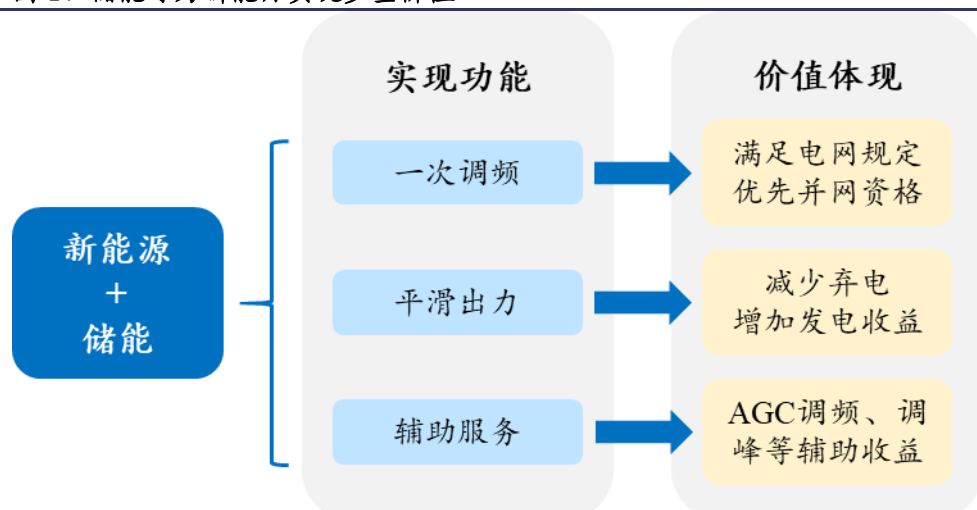 实现功能
价值体现
新能源
+
储能
一次调频
满足电网规定
优先并网资格
平滑出力
减少弃电
增加发电收益
辅助服务
AGC调频、调
峰等辅助收益